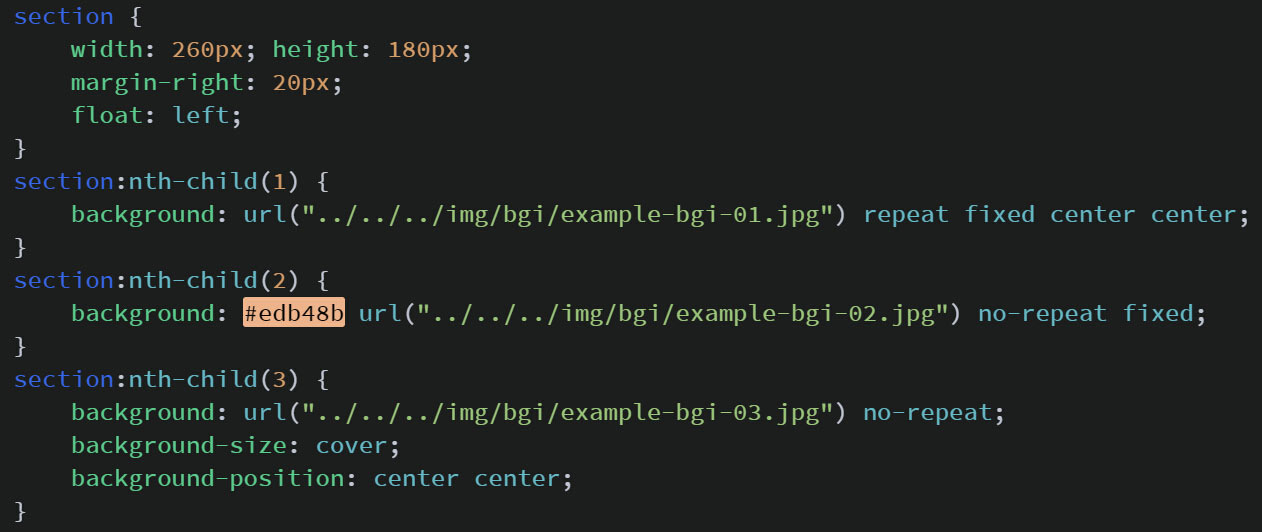 section {
    width: 260px; height: 180px;
    margin-right: 20px;
    float: left;
}
section:nth-child(1) {
    background: url("../../../img/bgi/example-bgi-01.jpg") repeat fixed center center;
}
section:nth-child(2) {
    background: #edb48b url("../../../img/bgi/example-bgi-02.jpg") no-repeat fixed;
}
section:nth-child(3) {
    background: url("../../../img/bgi/example-bgi-03.jpg") no-repeat;
    background-size: cover;
    background-position: center center;
}